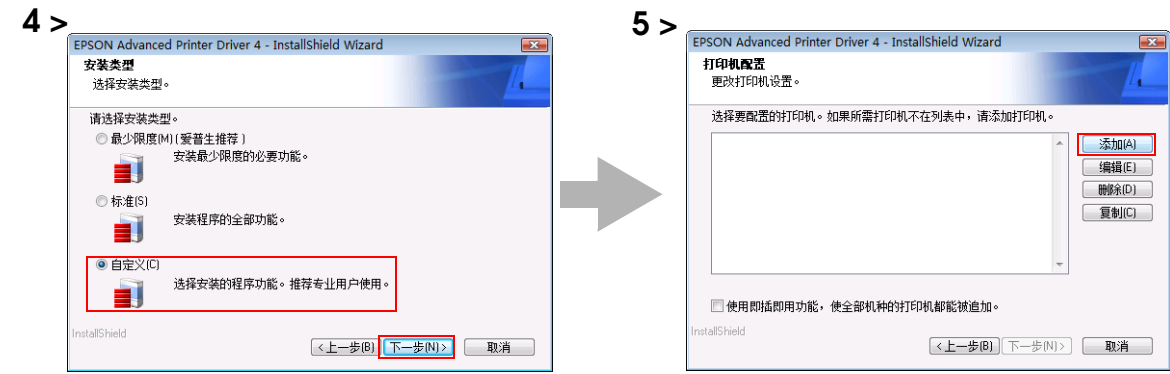 4 >
EPSON Advanced Printer Driver 4 - InstallShield Wizard
安装类型
选择安装类型。
请选择安装类型。
最少限度(M) ( 爱普生推荐 )
安装最少限度的必要功能。
标准(S)
安装程序的全部功能。
自定义(C)
选择安装的程序功能。推荐专业用户使用。
InstallShield
<上一步(B) 下一步(N)> 取消
5 >
EPSON Advanced Printer Driver 4 - InstallShield Wizard
打印机配置
更改打印机设置。
选择要配置的打印机。如果所需打印机不在列表中，请添加打印机。
添加(A)
编辑(E)
删除(D)
复制(C)
使用即插即用功能，使全部机种的打印机都能被追加。
InstallShield
<上一步(B) 下一步(N)> 取消